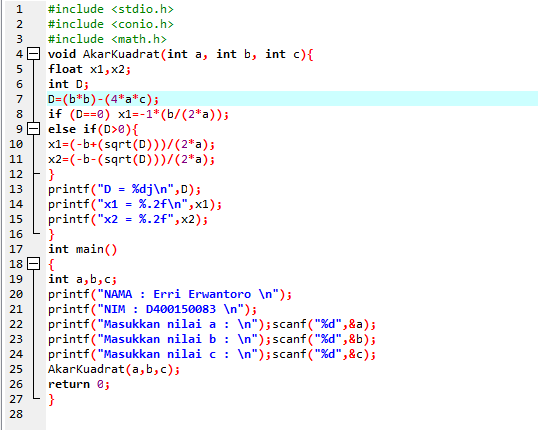 1 #include <stdio.h>
2 #include <conio.h>
3 #include <math.h>
4 void AkarKuadrat(int a, int b, int c){
5 float x1,x2;
6 int D;
7 D=(b*b)-(4*a*c);
8 if (D==0) x1=-1*(b/(2*a));
9 else if(D>0){
10 x1=(-b+(sqrt(D)))/(2*a);
11 x2=(-b-(sqrt(D)))/(2*a);
12 }
13 printf("D = %dj\n",D);
14 printf("x1 = %.2f\n",x1);
15 printf("x2 = %.2f",x2);
16 }
17 int main()
18 {
19 int a,b,c;
20 printf("NAMA : Erri Erwantoro \n");
21 printf("NIM : D400150083 \n");
22 printf("Masukkan nilai a : \n");scanf("%d",&a);
23 printf("Masukkan nilai b : \n");scanf("%d",&b);
24 printf("Masukkan nilai c : \n");scanf("%d",&c);
25 AkarKuadrat(a,b,c);
26 return 0;
27 }
28